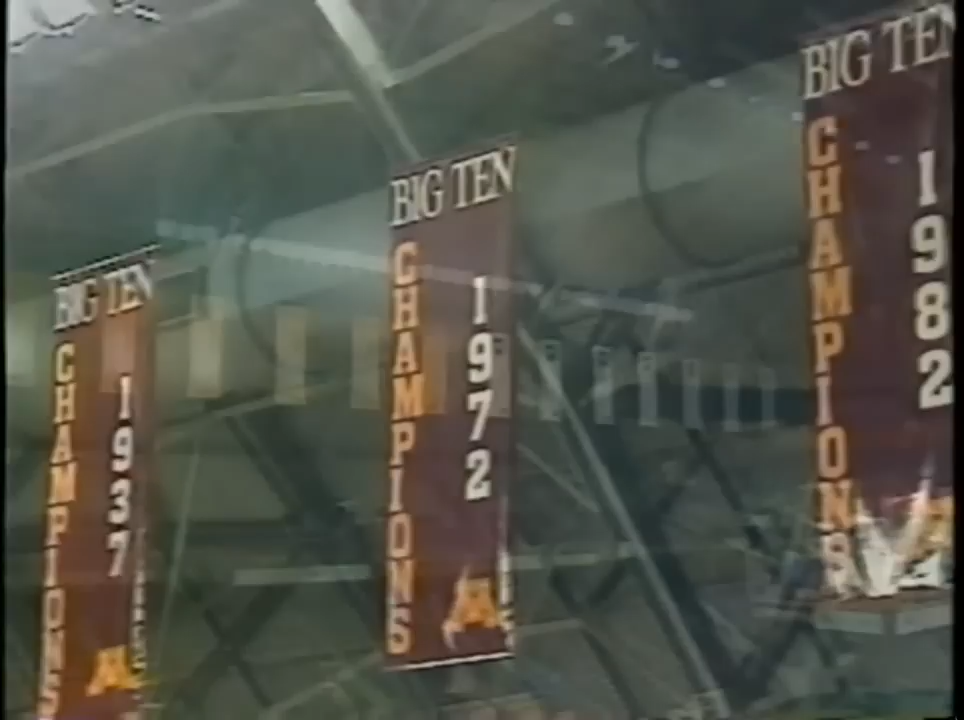 BIG TEN
CHAMPIONS
1937
M
BIG TEN
CHAMPIONS
1972
M
BIG TEN
CHAMPIONS
1982
M